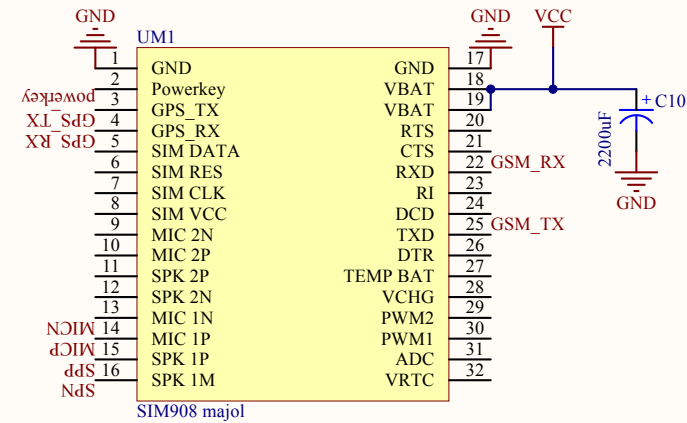 GND
GND
VCC
UM1
1
GND
GND
17
2
Powerkey
VBAT
18
powerkey
3
GPS_TX
VBAT
19
+
C10
GPS_TX
4
GPS_RX
RTS
20
GPS_RX
5
SIM DATA
CTS
21
2200uF
6
SIM RES
RXD
22
GSM_RX
7
SIM CLK
RI
23
GND
8
SIM VCC
DCD
24
9
MIC 2N
TXD
25
GSM_TX
10
MIC 2P
DTR
26
11
SPK 2P
TEMP BAT
27
12
SPK 2N
VCHG
28
13
MIC 1N
PWM2
29
MICN
14
MIC 1P
PWM1
30
MICP
15
SPK 1P
ADC
31
SPP
16
SPK 1M
VRTC
32
SPN
SIM908 majol